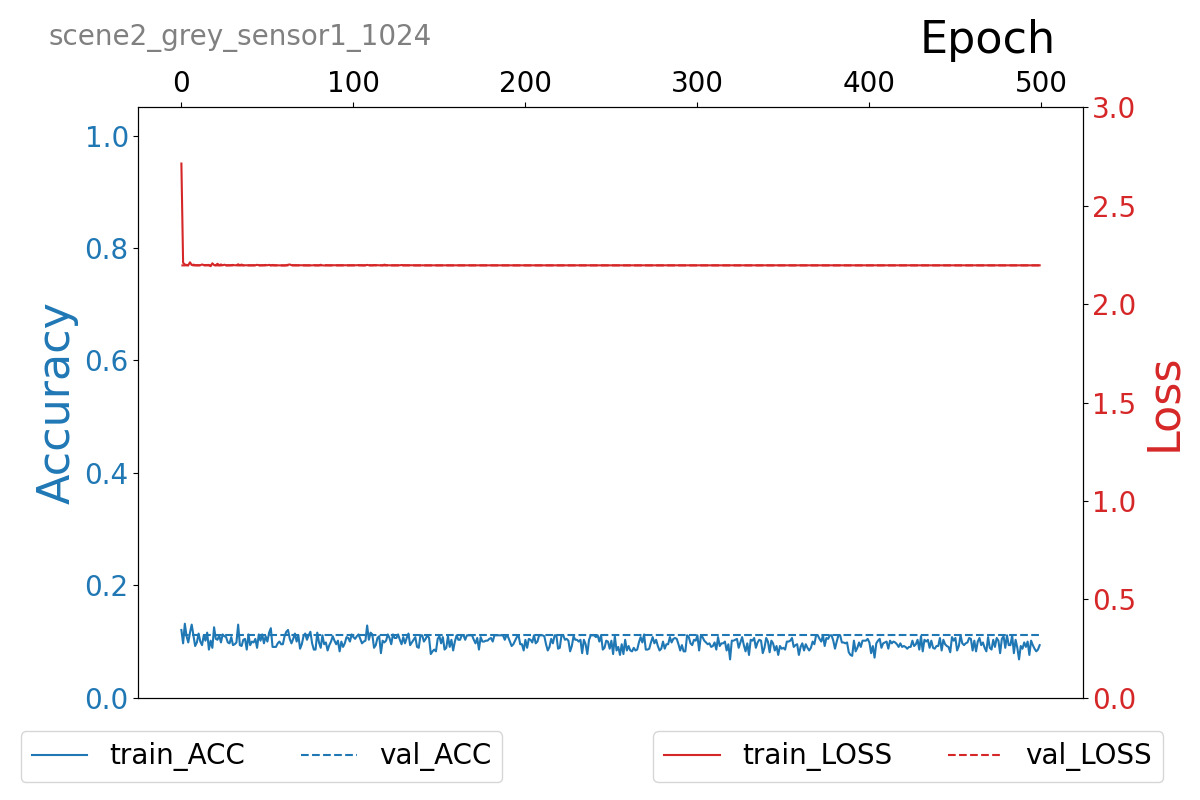 scene2_grey_sensor1_1024
Epoch
0 100 200 300 400 500
1.0
0.8
0.6
0.4
0.2
0.0
Accuracy
3.0
2.5
2.0
1.5
1.0
0.5
0.0
Loss
train_ACC val_ACC
train_LOSS val_LOSS